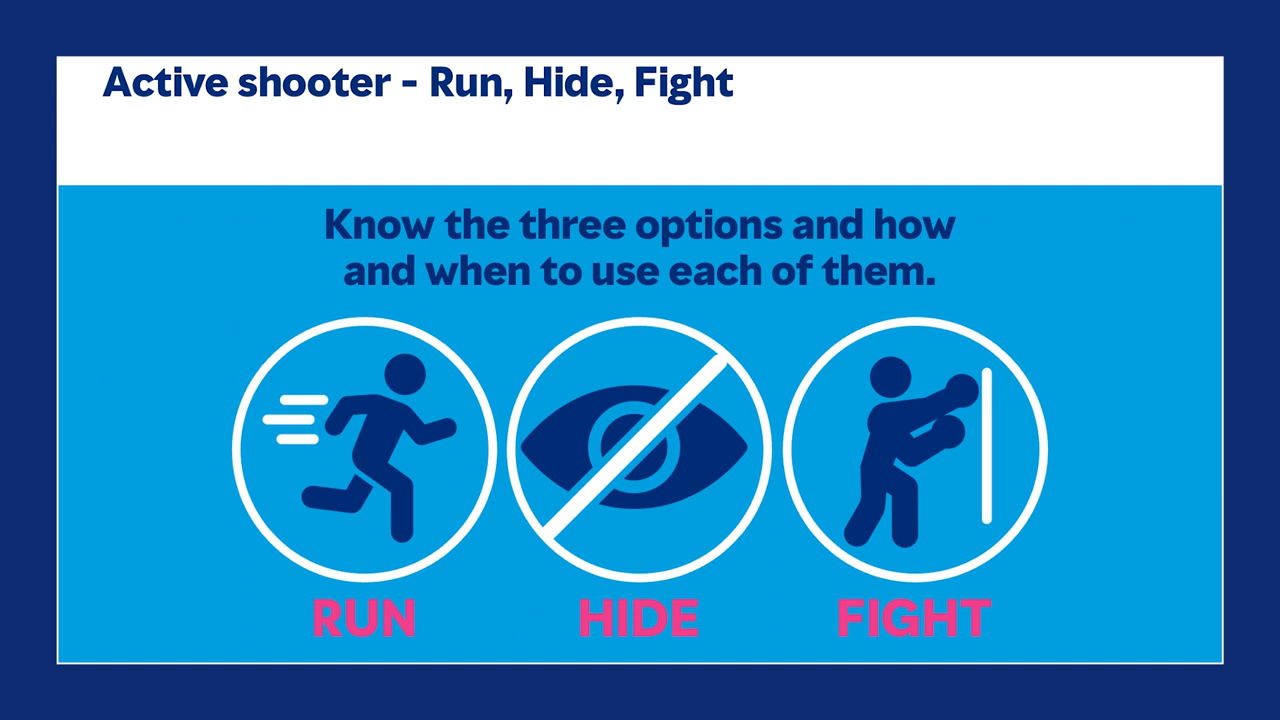 Active shooter - Run, Hide, Fight
Know the three options and how
and when to use each of them.
RUN
HIDE
FIGHT